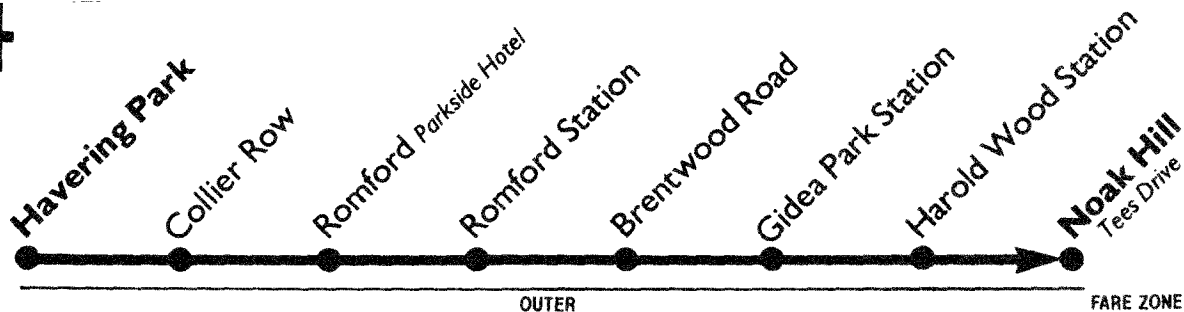 Havering Park
Collier Row
Romford Parkside Hotel
Romford Station
Brentwood Road
Gidea Park Station
Harold Wood Station
Noak Hill
Tees Drive
OUTER
FARE ZONE